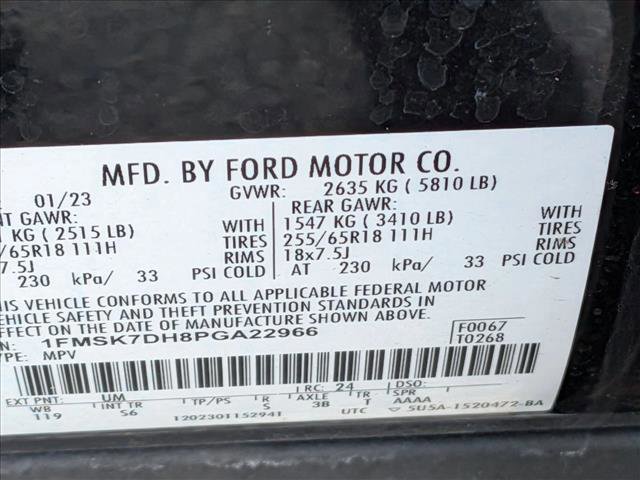 MFD. BY FORD MOTOR CO.
01/23 GVWR: 2635 KG ( 5810 LB)
NT GAWR: REAR GAWR:
KG ( 2515 LB) WITH 1547 KG ( 3410 LB) WITH
/65R18 111H TIRES 255/65R18 111H TIRES
7.5J RIMS 18x7.5J RIMS
230 kPa/ 33 PSI COLD AT 230 kPa/ 33 PSI COLD
THIS VEHICLE CONFORMS TO ALL APPLICABLE FEDERAL MOTOR
SAFETY AND THEFT PREVENTION STANDARDS IN
EFFECT ON THE DATE OF MANUFACTURE SHOWN ABOVE.
1FMSK7DH8PGA22966 F0067
TYPE: MPV T0268
EXT PNT: UM RC: 24 DSO:
WB INT TR TP/PS R AXLE TR SPR
119 S6 S 3B T AAAA
1202301152941 UTC 5U5A-1520472-BA